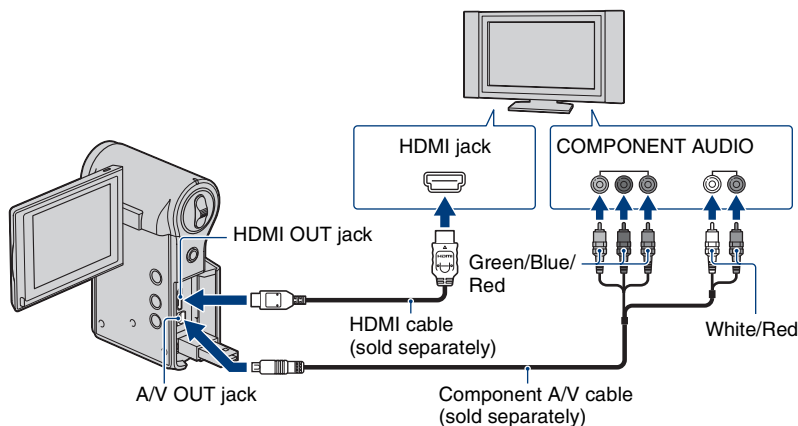 HDMI jack
COMPONENT AUDIO
HDMI OUT jack
HDMI
Green/Blue/
Red
HDMI cable
(sold separately)
White/Red
A/V OUT jack
Component A/V cable
(sold separately)